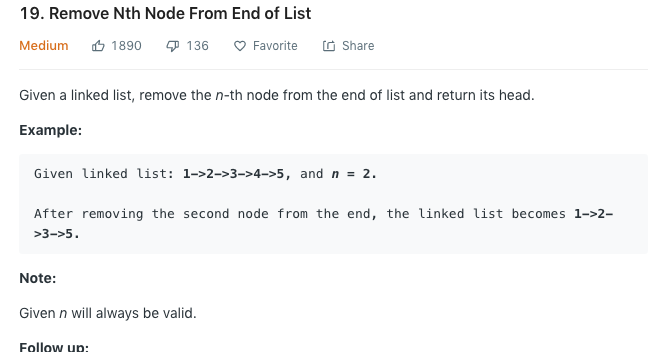 19. Remove Nth Node From End of List
Medium 1890 136 Favorite Share
Given a linked list, remove the n-th node from the end of list and return its head.
Example:
Given linked list: 1->2->3->4->5, and n = 2.
After removing the second node from the end, the linked list becomes 1->2-
>3->5.
Note:
Given n will always be valid.
Follow up: